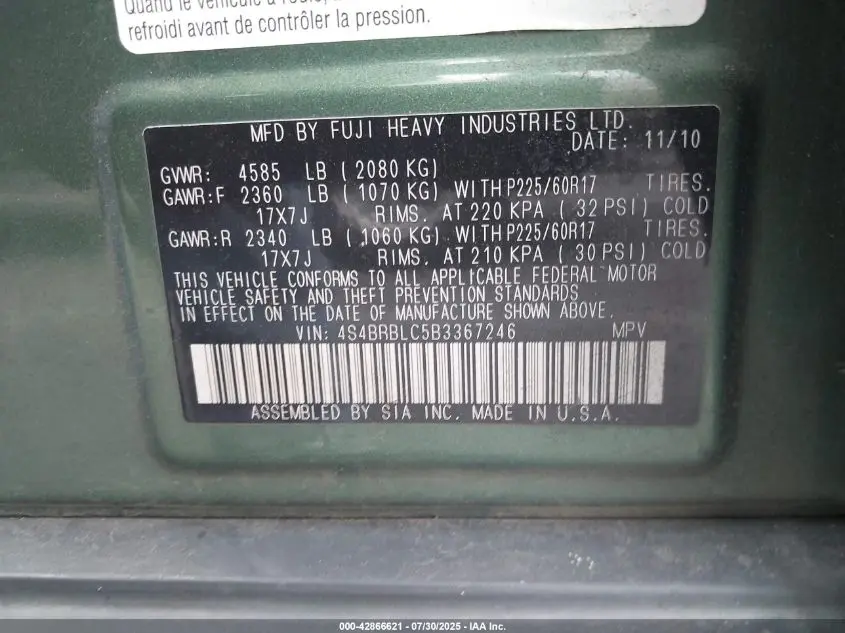 Quand le véhicule a roulé,
refroidi avant de contrôler la pression.
MFD BY FUJI HEAVY INDUSTRIES LTD.
DATE: 11/10
GVWR: 4585 LB ( 2080 KG)
GAWR:F 2360 LB ( 1070 KG) WITH P225/60R17 TIRES.
17X7J RIMS. AT 220 KPA ( 32 PSI) COLD
GAWR:R 2340 LB ( 1060 KG). WITH P225/60R17 TIRES.
17X7J RIMS. AT 210 KPA ( 30 PSI) COLD
THIS VEHICLE CONFORMS TO ALL APPLICABLE FEDERAL MOTOR
VEHICLE SAFETY AND THEFT PREVENTION STANDARDS
IN EFFECT ON THE DATE OF MANUFACTURE SHOWN ABOVE.
VIN: 4S4BRBLC5B3367246 MPV
ASSEMBLED BY SIA INC. MADE IN U.S.A.
000-42866621 / 07/30/2025 - IAA Inc.